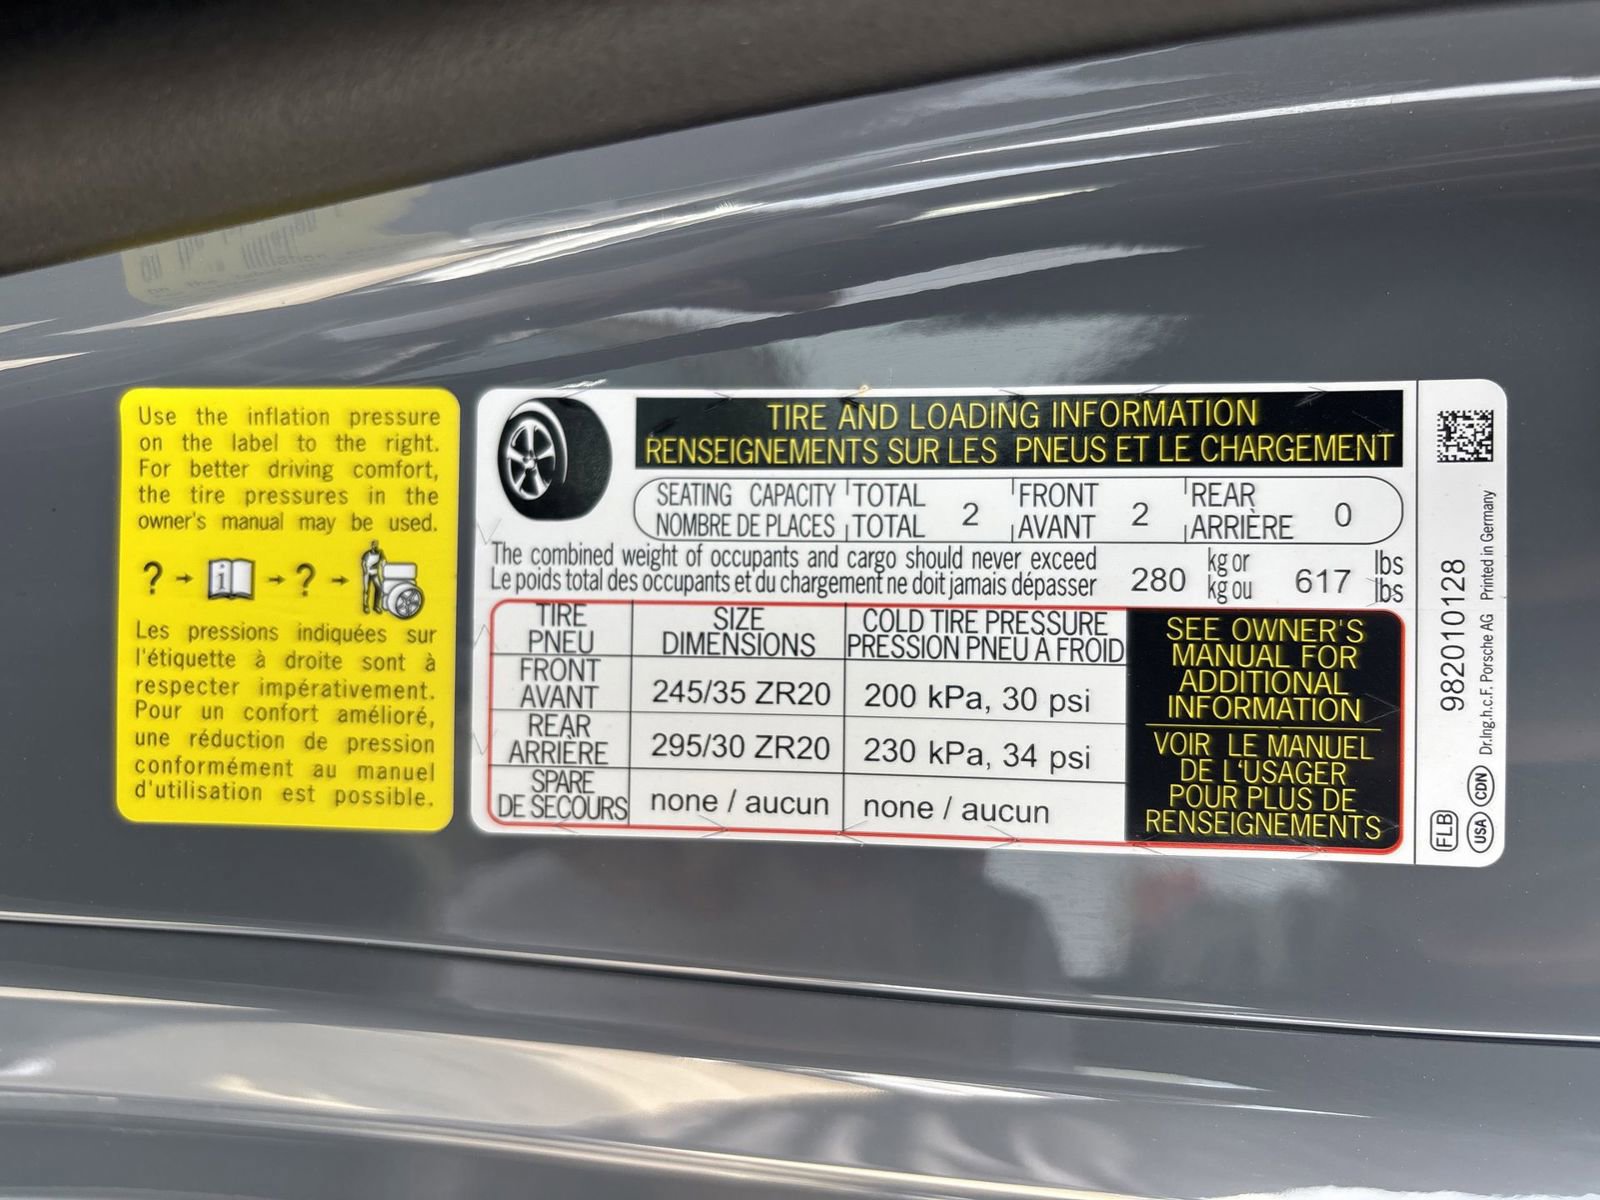 Use the inflation pressure
on the label to the right.
For better driving comfort,
the tire pressures in the
owner's manual may be used.
? → i → ? →
Les pressions indiquées sur
l'étiquette à droite sont à
respecter impérativement.
Pour un confort amélioré,
une réduction de pression
conformément au manuel
d'utilisation est possible.
TIRE AND LOADING INFORMATION
RENSEIGNEMENTS SUR LES PNEUS ET LE CHARGEMENT
SEATING CAPACITY TOTAL 2 FRONT 2 REAR 0
NOMBRE DE PLACES TOTAL AVANT ARRIÈRE
The combined weight of occupants and cargo should never exceed 280 kg or 617 lbs
Le poids total des occupants et du chargement ne doit jamais dépasser kg ou lbs
TIRE SIZE COLD TIRE PRESSURE
PNEU DIMENSIONS PRESSION PNEU À FROID
FRONT
AVANT 245/35 ZR20 200 kPa, 30 psi
REAR
ARRIÈRE 295/30 ZR20 230 kPa, 34 psi
SPARE
DE SECOURS none / aucun none / aucun
SEE OWNER'S
MANUAL FOR
ADDITIONAL
INFORMATION
VOIR LE MANUEL
DE L'USAGER
POUR PLUS DE
RENSEIGNEMENTS
982010128
Dr.Ing.h.c.F. Porsche AG Printed in Germany
FLB
USA CDN